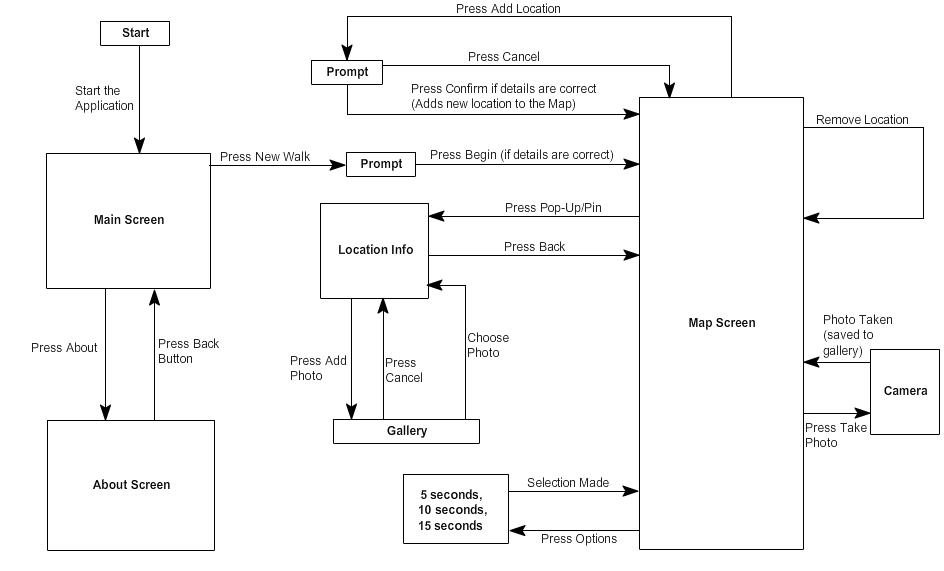 Press Add Location
Start
Press Cancel
Prompt
Start the
Application
Press Confirm if details are correct
(Adds new location to the Map)
Remove Location
Press New Walk
Prompt
Press Begin (if details are correct)
Main Screen
Press Pop-Up/Pin
Location Info
Press Back
Map Screen
Photo Taken
(saved to
gallery)
Press About
Press Back
Button
Press Add
Photo
Press
Cancel
Choose
Photo
Camera
Press Take
Photo
Gallery
About Screen
5 seconds,
10 seconds,
15 seconds
Selection Made
Press Options